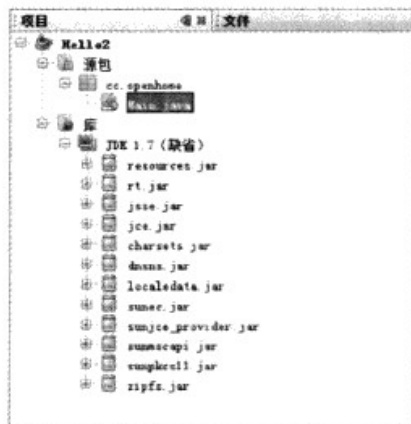 项目
文件
Hello2
源包
cc.openhome
Main.java
库
JDK 1.7（缺省）
resources.jar
rt.jar
jsse.jar
jce.jar
charsets.jar
dnsns.jar
localedata.jar
sunec.jar
sunjce_provider.jar
sunmscapi.jar
sunpkcs11.jar
zipfs.jar